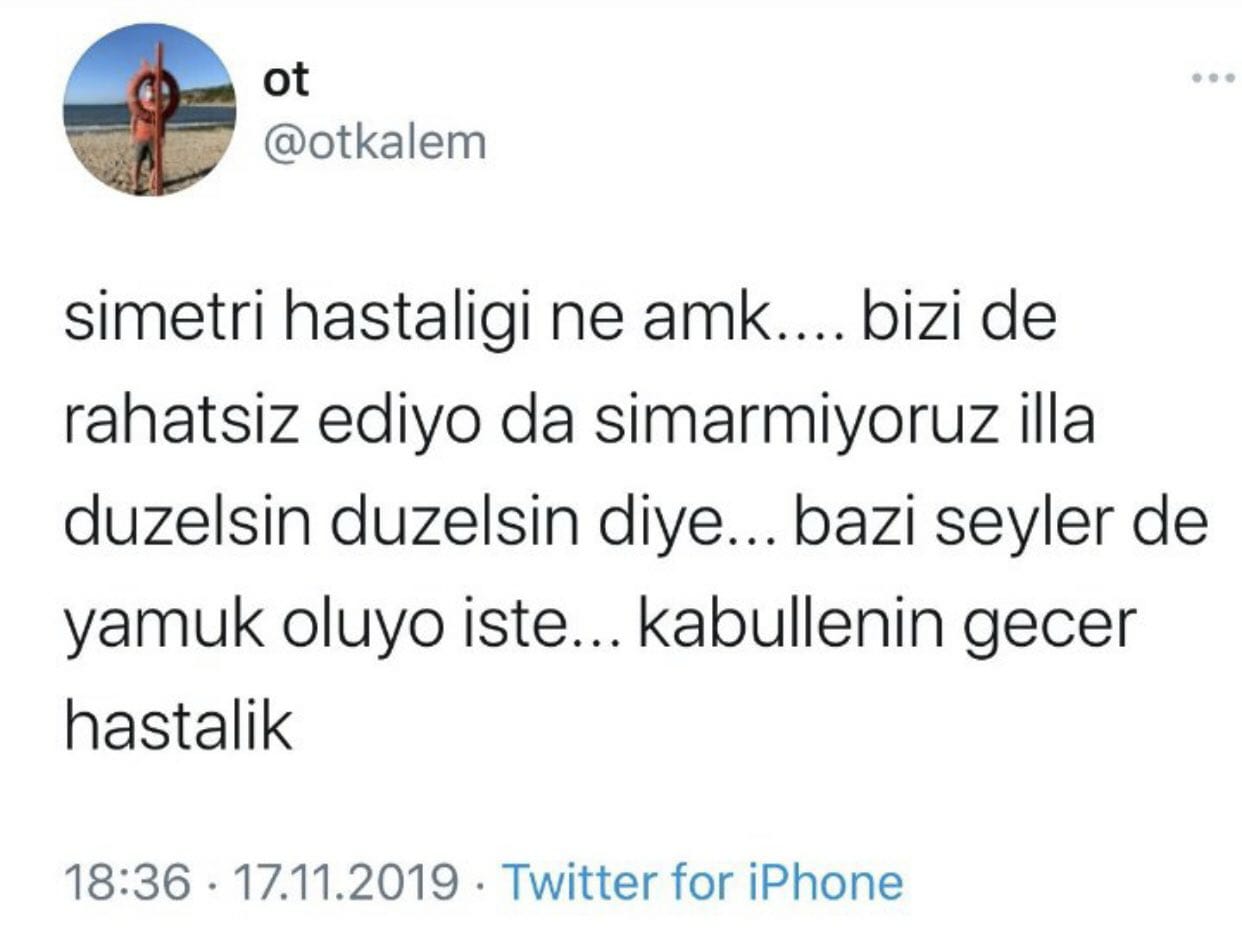 ot
@otkalem
simetri hastaligi ne amk.... bizi de
rahatsiz ediyo da simarmiyoruz illa
duzelsin duzelsin diye... bazi seyler de
yamuk oluyo iste... kabullenin gecer
hastalik
18:36 · 17.11.2019 · Twitter for iPhone